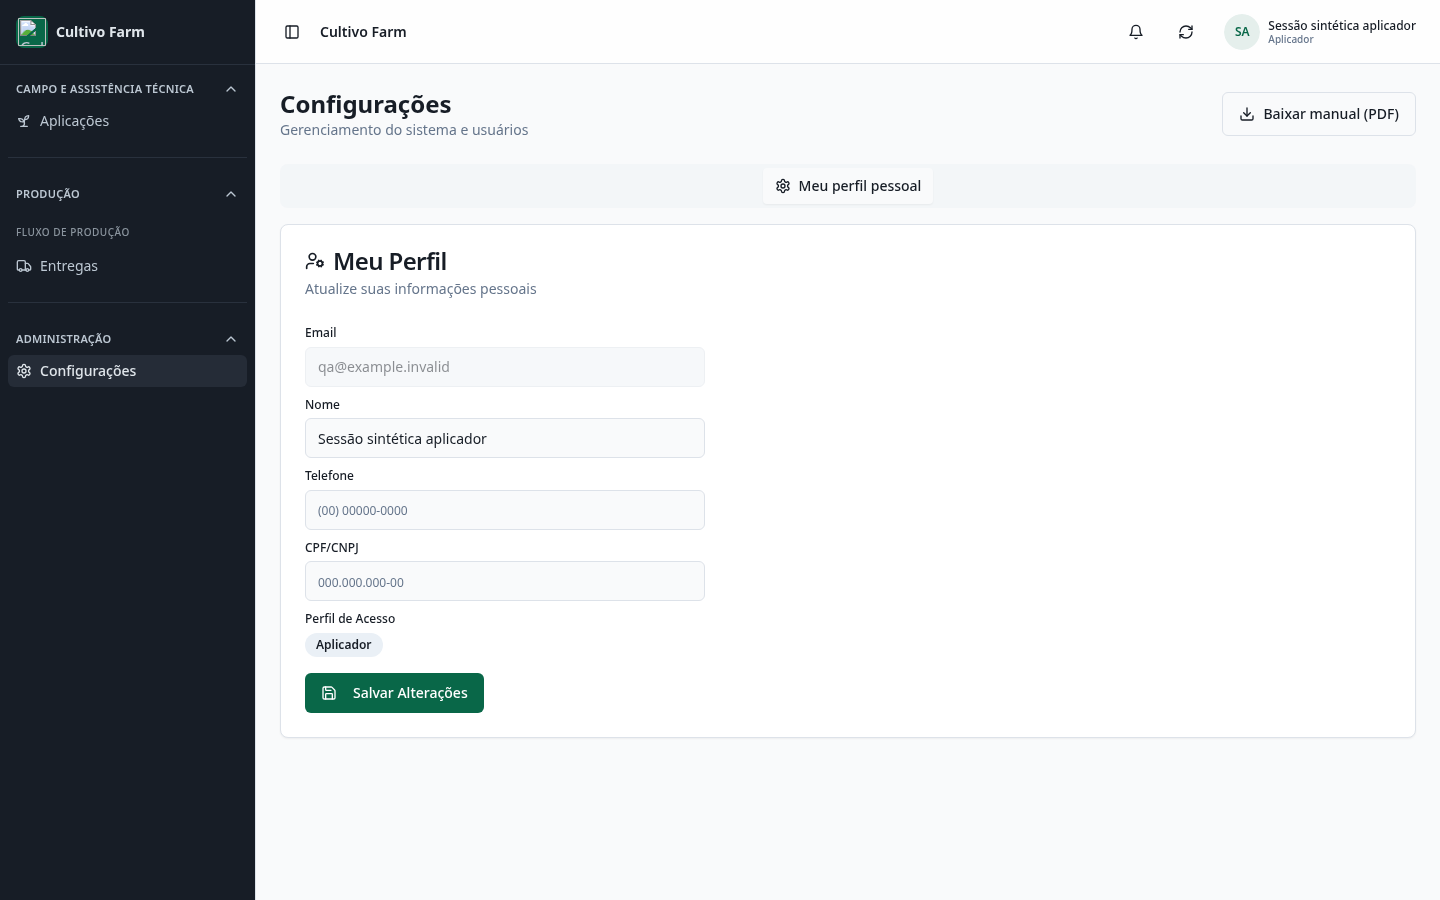 Cultivo Farm
CAMPO E ASSISTÊNCIA TÉCNICA
Aplicações
PRODUÇÃO
FLUXO DE PRODUÇÃO
Entregas
ADMINISTRAÇÃO
Configurações
Cultivo Farm
SA
Sessão sintética aplicador
Aplicador
Configurações
Gerenciamento do sistema e usuários
Baixar manual (PDF)
Meu perfil pessoal
Meu Perfil
Atualize suas informações pessoais
Email
qa@example.invalid
Nome
Sessão sintética aplicador
Telefone
(00) 00000-0000
CPF/CNPJ
000.000.000-00
Perfil de Acesso
Aplicador
Salvar Alterações